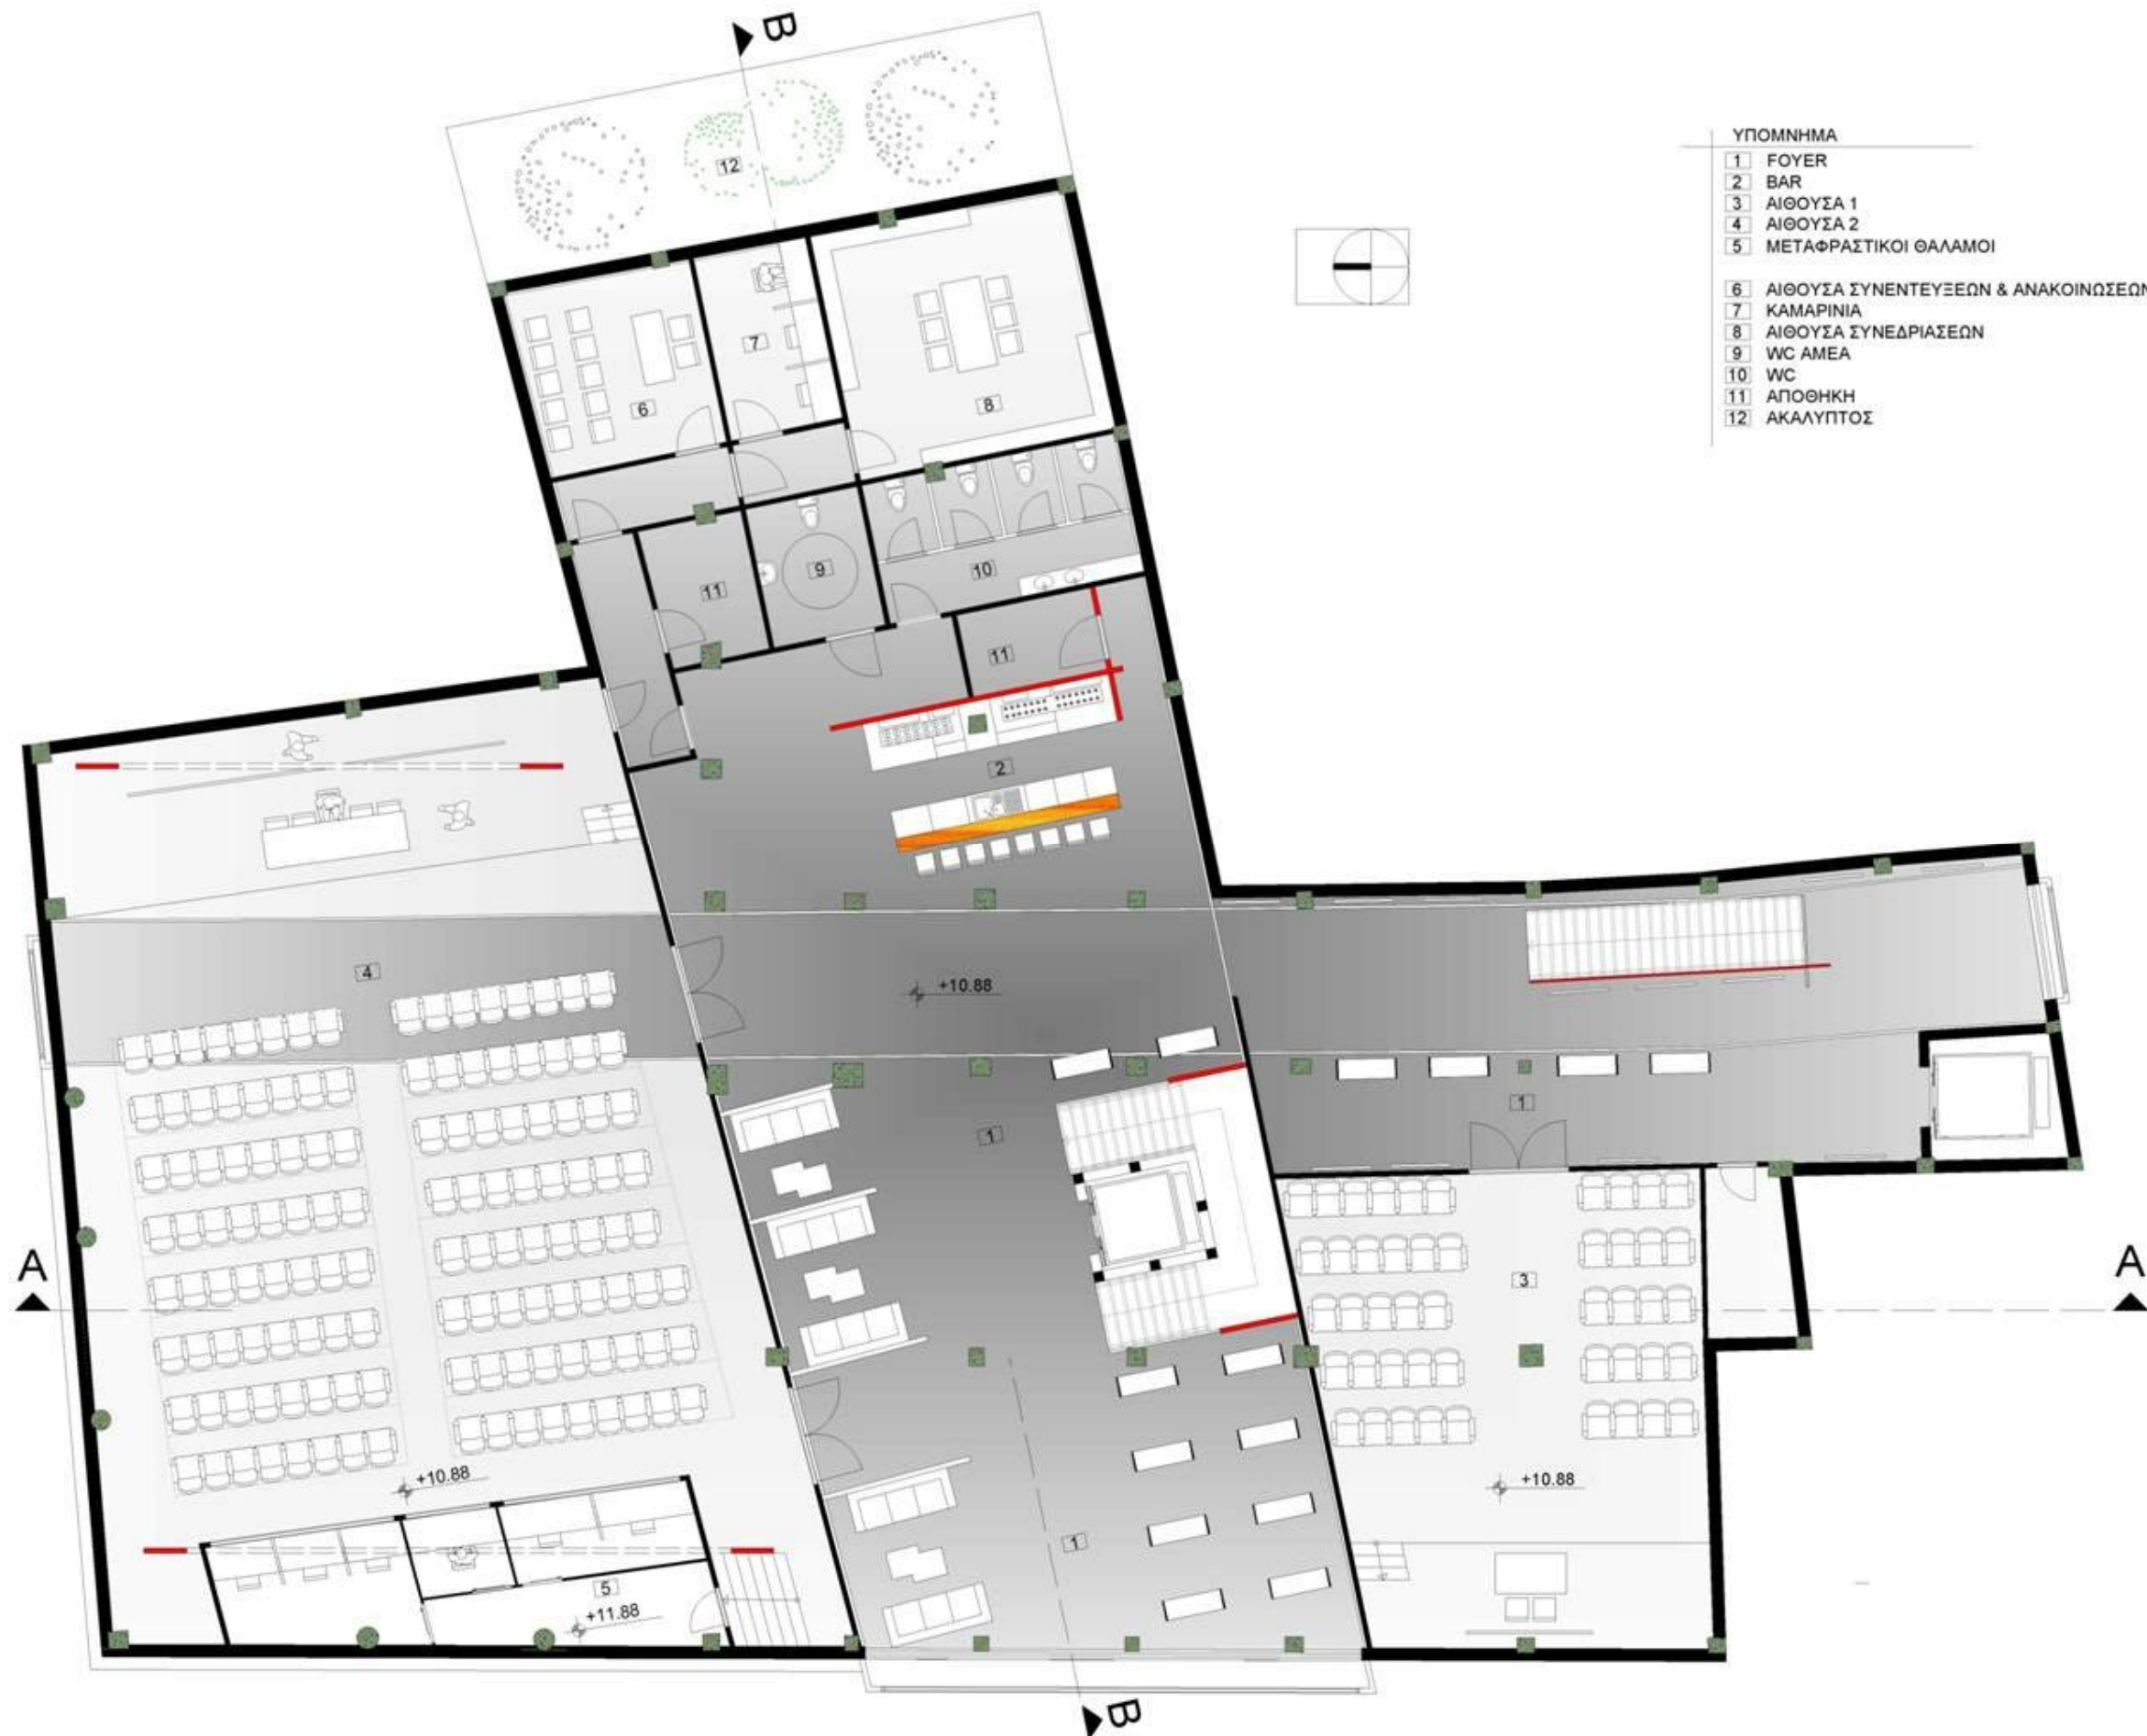 B
12
ΥΠΟΜΝΗΜΑ
1 FOYER
2 BAR
3 ΑΙΘΟΥΣΑ 1
4 ΑΙΘΟΥΣΑ 2
5 ΜΕΤΑΦΡΑΣΤΙΚΟΙ ΘΑΛΑΜΟΙ
6 ΑΙΘΟΥΣΑ ΣΥΝΕΝΤΕΥΞΕΩΝ & ΑΝΑΚΟΙΝΩΣΕΩΝ
7 ΚΑΜΑΡΙΝΙΑ
8 ΑΙΘΟΥΣΑ ΣΥΝΕΔΡΙΑΣΕΩΝ
9 WC ΑΜΕΑ
10 WC
11 ΑΠΟΘΗΚΗ
12 ΑΚΑΛΥΠΤΟΣ
7
6
8
9
10
11
11
2
4
+10.88
1
1
A
3
A
+10.88
+10.88
1
5
+11.88
B